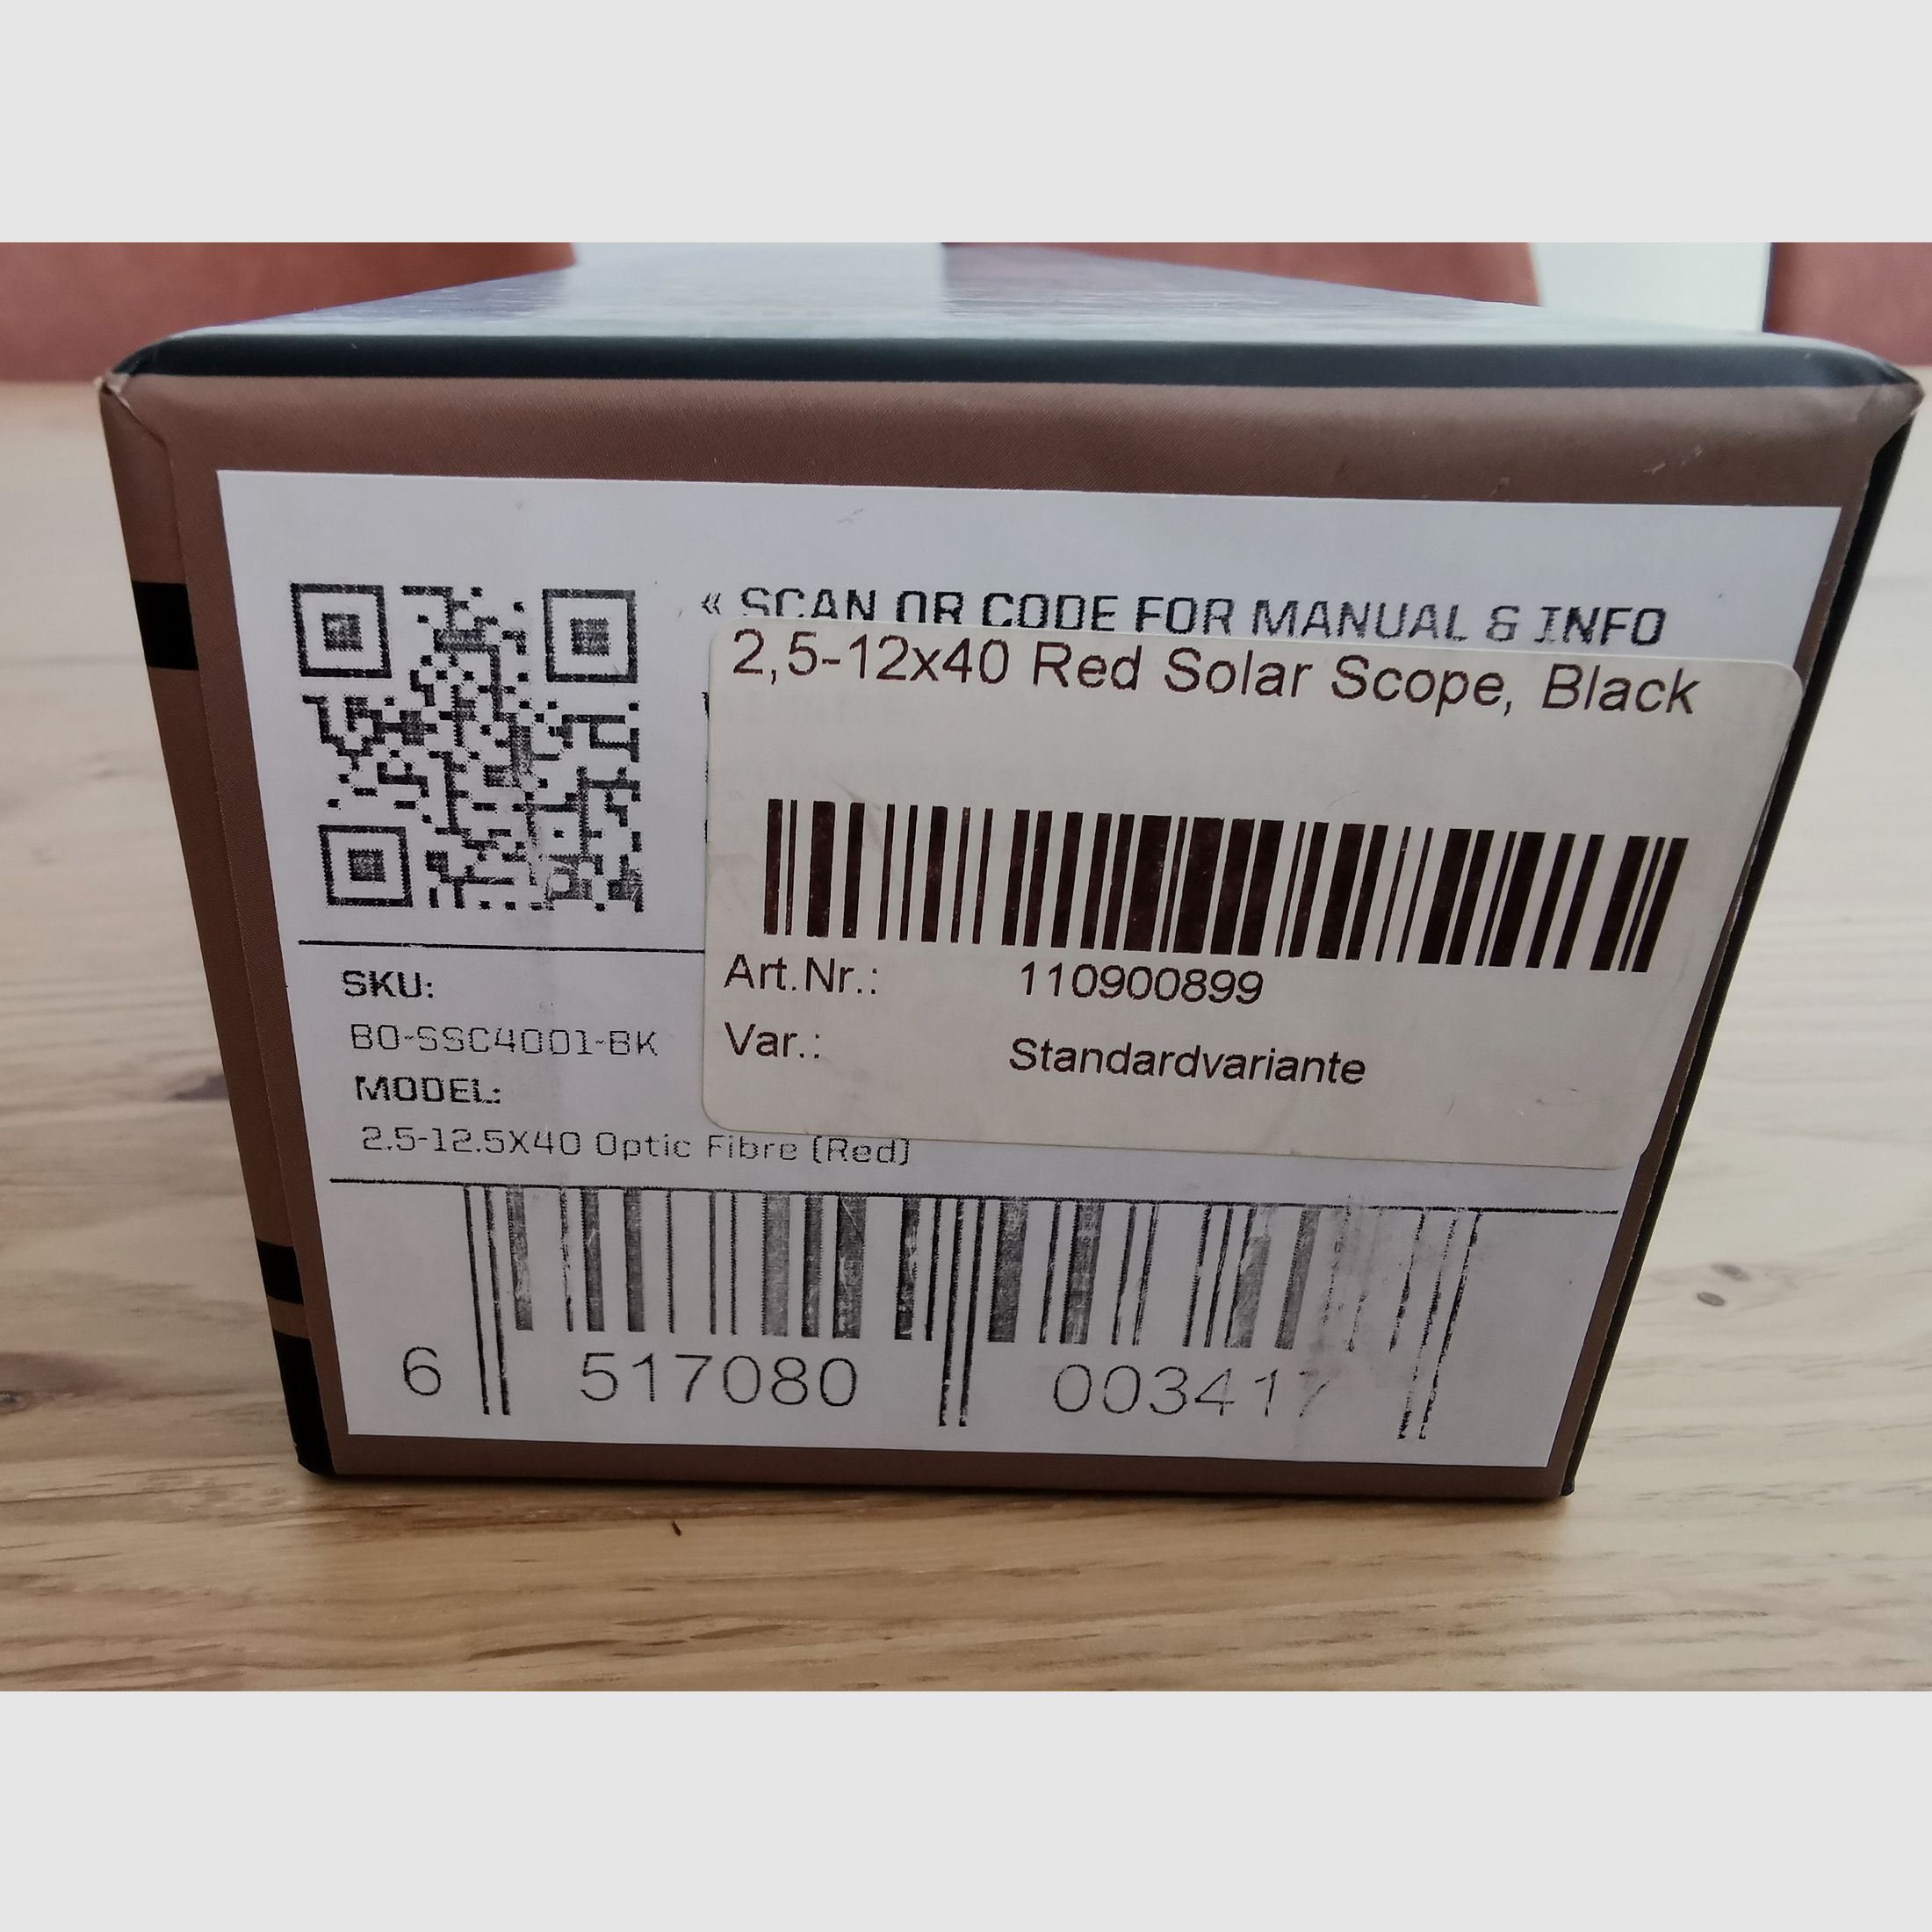 « SCAN QR CODE FOR MANUAL & INFO
2,5-12x40 Red Solar Scope, Black
Art.Nr.: 110900899
Var.: Standardvariante
SKU:
BO-SSC4001-BK
MODEL:
2.5-12.5X40 Optic Fibre (Red)
6 517080 003417